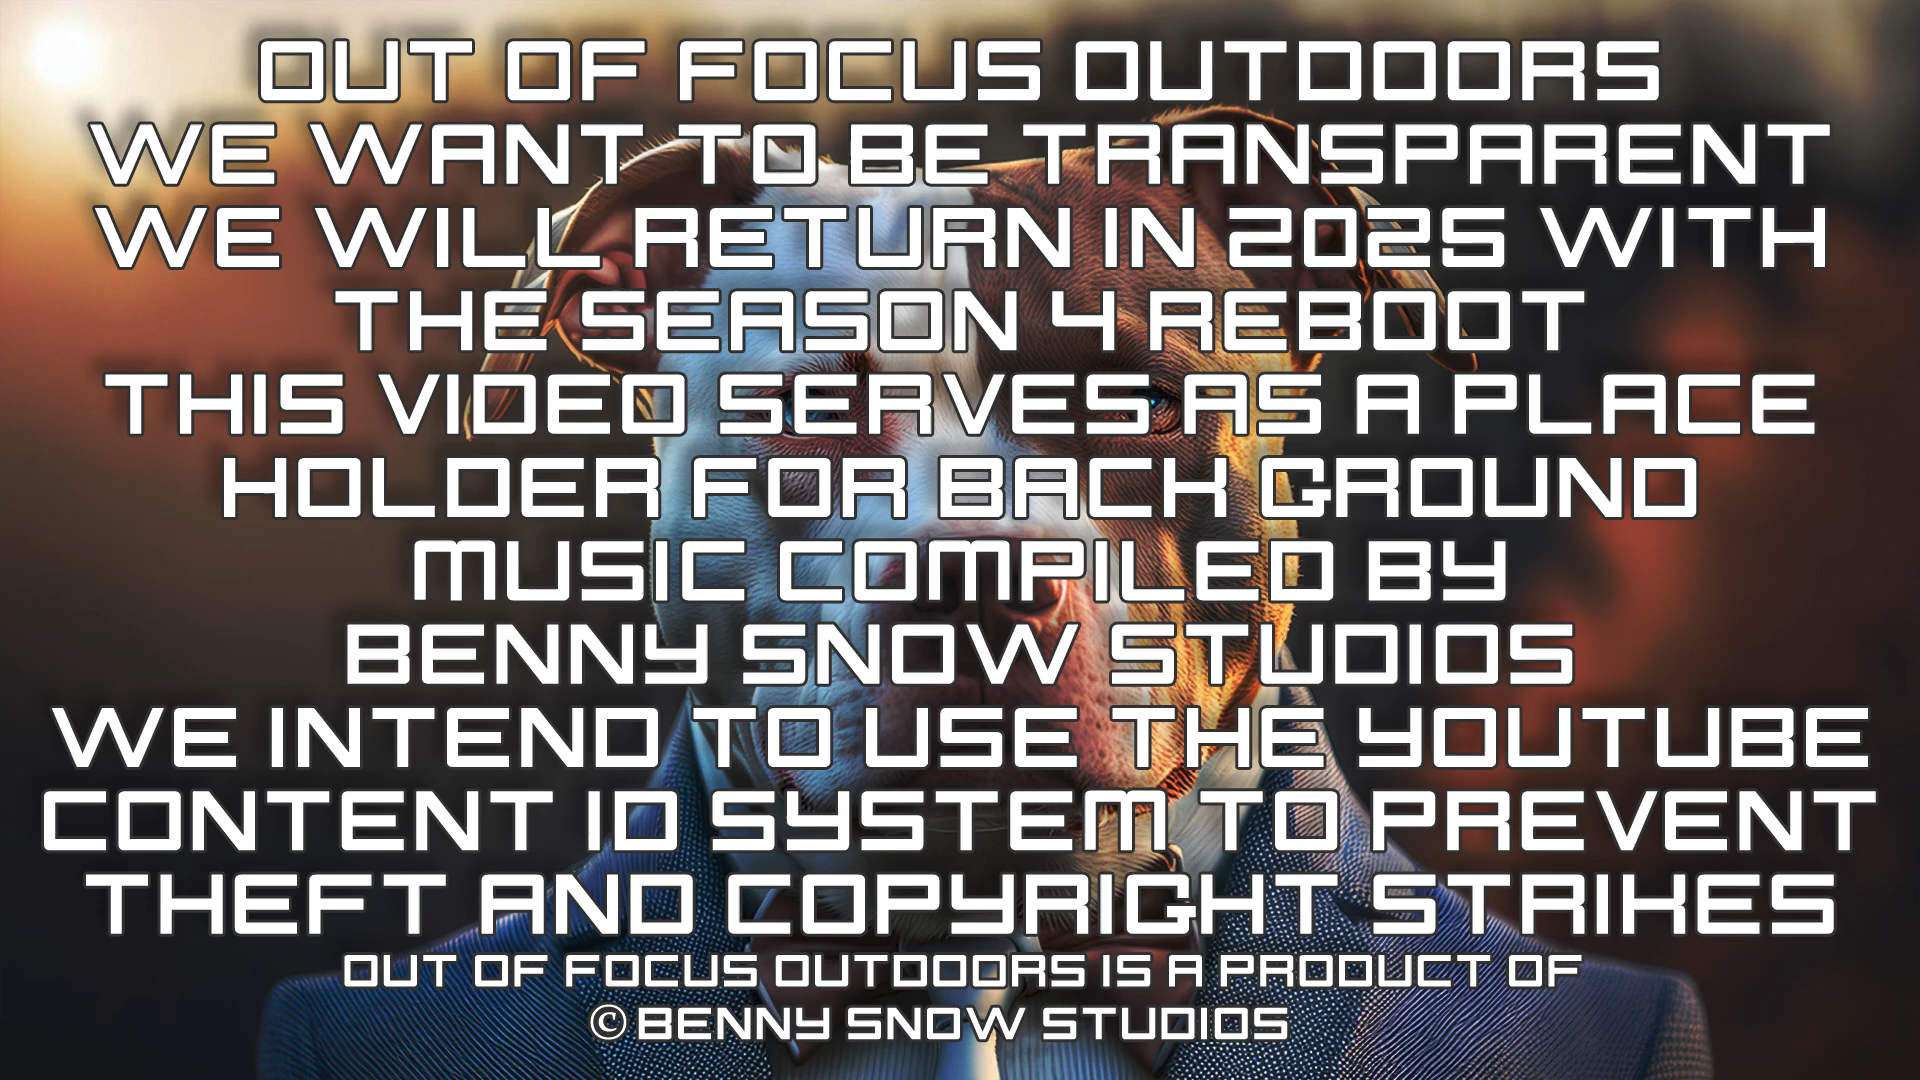 OUT OF FOCUS OUTDOORS
WE WANT TO BE TRANSPARENT
WE WILL RETURN IN 2025 WITH
THE SEASON 4 REBOOT
THIS VIDEO SERVES AS A PLACE
HOLDER FOR BACK GROUND
MUSIC COMPILED BY
BENNY SNOW STUDIOS
WE INTEND TO USE THE YOUTUBE
CONTENT ID SYSTEM TO PREVENT
THEFT AND COPYRIGHT STRIKES
OUT OF FOCUS OUTDOORS IS A PRODUCT OF
©BENNY SNOW STUDIOS